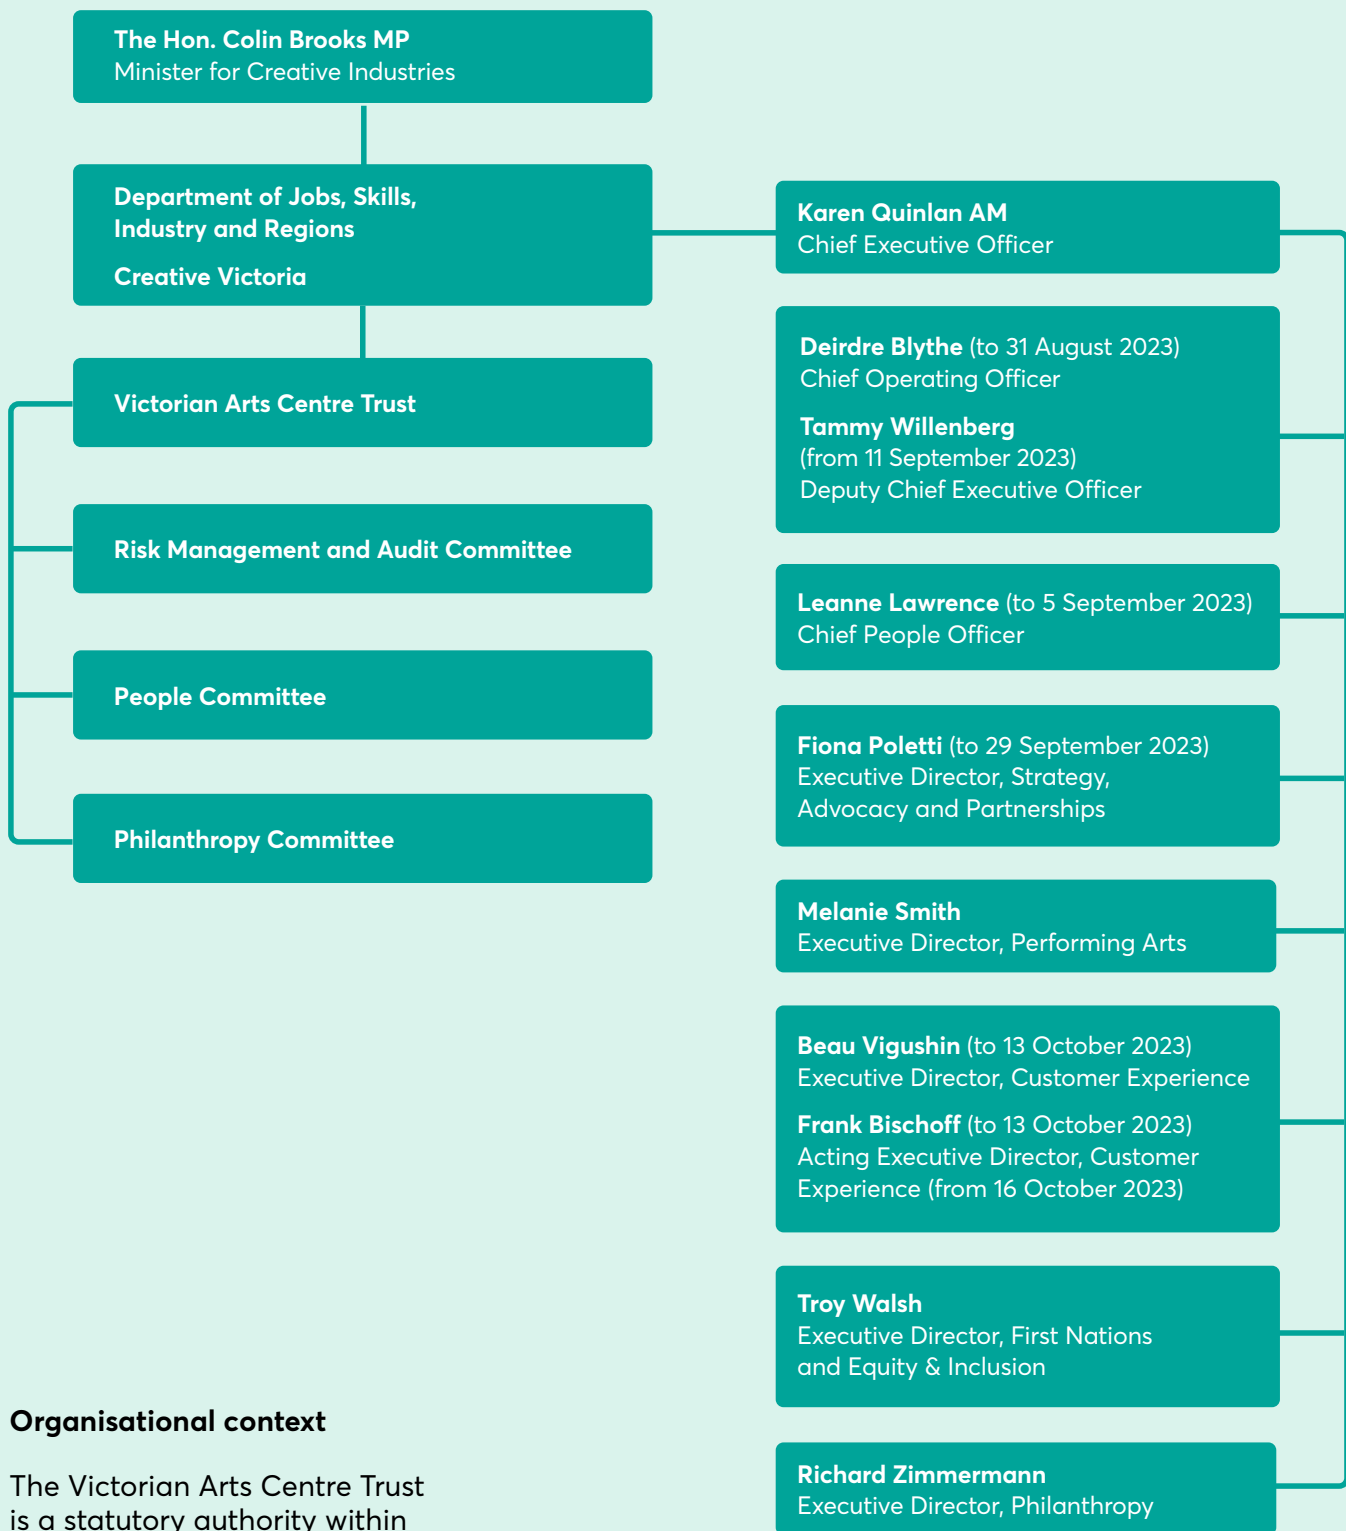 The Hon. Colin Brooks MP
Minister for Creative Industries
Department of Jobs, Skills,
Industry and Regions
Creative Victoria
Victorian Arts Centre Trust
Risk Management and Audit Committee
People Committee
Philanthropy Committee
Karen Quinlan AM
Chief Executive Officer
Deirdre Blythe (to 31 August 2023)
Chief Operating Officer
Tammy Willenberg
(from 11 September 2023)
Deputy Chief Executive Officer
Leanne Lawrence (to 5 September 2023)
Chief People Officer
Fiona Poletti (to 29 September 2023)
Executive Director, Strategy,
Advocacy and Partnerships
Melanie Smith
Executive Director, Performing Arts
Beau Vigushin (to 13 October 2023)
Executive Director, Customer Experience
Frank Bischoff (to 13 October 2023)
Acting Executive Director, Customer
Experience (from 16 October 2023)
Troy Walsh
Executive Director, First Nations
and Equity & Inclusion
Richard Zimmermann
Executive Director, Philanthropy
Organisational context
The Victorian Arts Centre Trust
is a statutory authority within